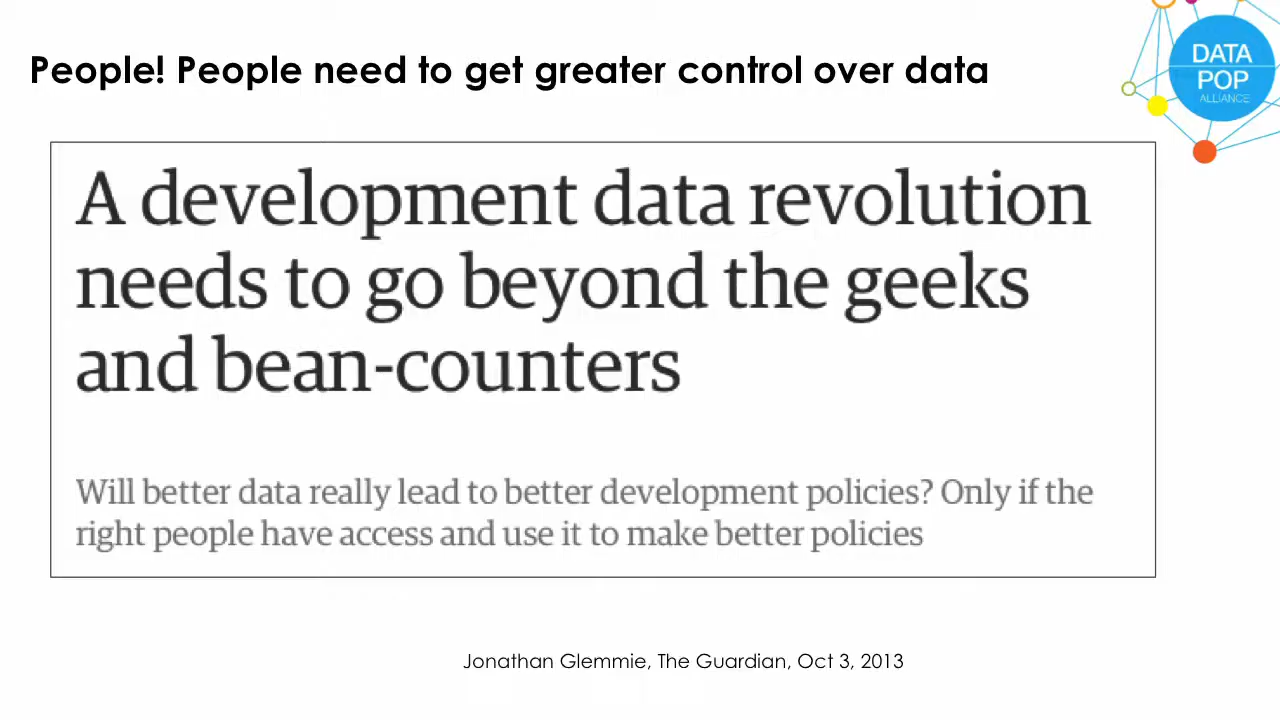 People! People need to get greater control over data
DATA
POP
ALLIANCE
A development data revolution
needs to go beyond the geeks
and bean-counters
Will better data really lead to better development policies? Only if the
right people have access and use it to make better policies
Jonathan Glemmie, The Guardian, Oct 3, 2013